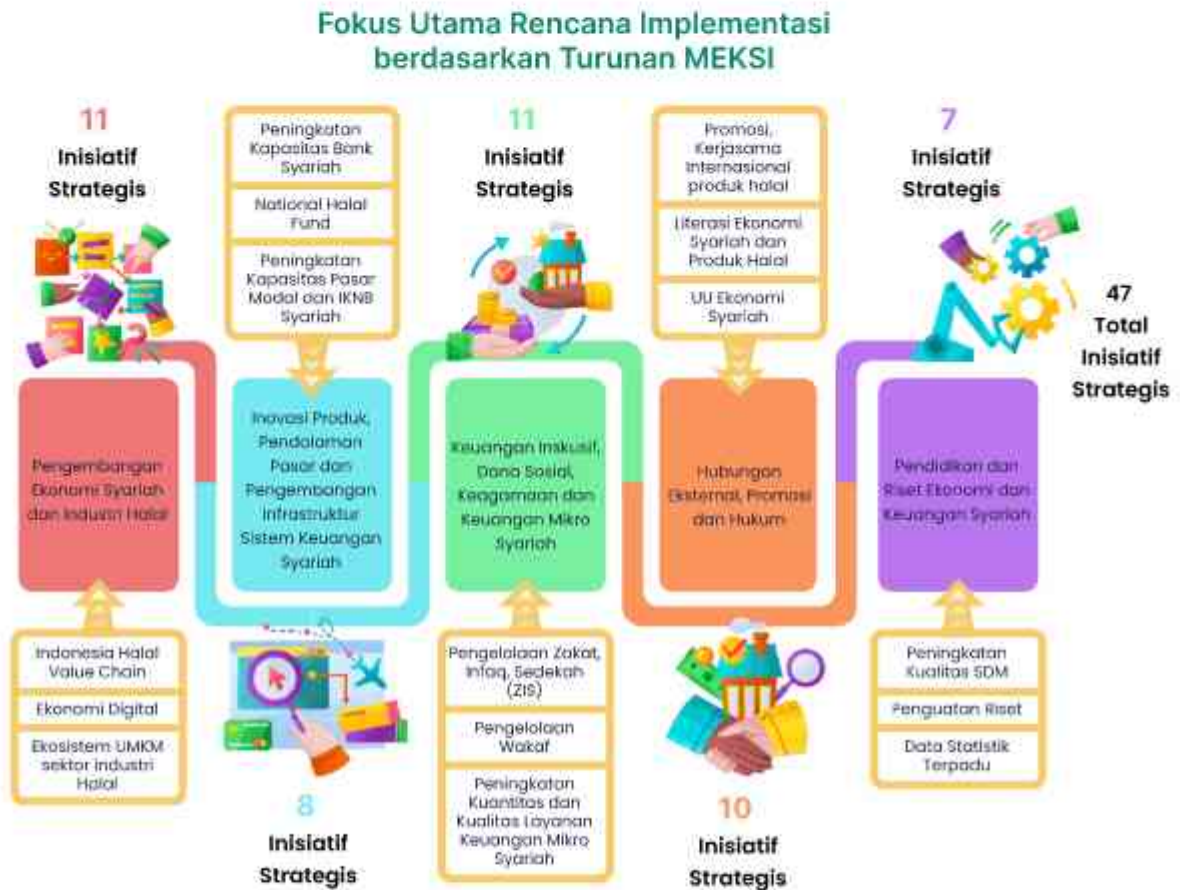 Fokus Utama Rencana Implementasi
berdasarkan Turunan MEKSI
11
Inisiatif
Strategis
Pengembangan
Ekonomi Syariah
dan Industri Halal
Indonesia Halal
Value Chain
Ekonomi Digital
Ekosistem UMKM
sektor industri
Halal
Peningkatan
Kapasitas Bank
Syariah
National Halal
Fund
Peningkatan
Kapasitas Pasar
Modal dan IKNB
Syariah
Inovasi Produk,
Pendalaman
Pasar dan
Pengembangan
Infrastruktur
Sistem Keuangan
Syariah
8
Inisiatif
Strategis
11
Inisiatif
Strategis
Keuangan Inskusif,
Dana Sosial,
Keagamaan dan
Keuangan Mikro
Syariah
Pengelolaan Zakat,
Infaq, Sedekah
(ZIS)
Pengelolaan
Wakaf
Peningkatan
Kuantitas dan
Kualitas Layanan
Keuangan Mikro
Syariah
Promosi,
Kerjasama
Internasional
produk halal
Literasi Ekonomi
Syariah dan
Produk Halal
UU Ekonomi
Syariah
Hubungan
Eksternal, Promosi
dan Hukum
10
Inisiatif
Strategis
7
Inisiatif
Strategis
Pendidikan dan
Riset Ekonomi dan
Keuangan Syariah
Peningkatan
Kualitas SDM
Penguatan Riset
Data Statistik
Terpadu
47
Total
Inisiatif
Strategis